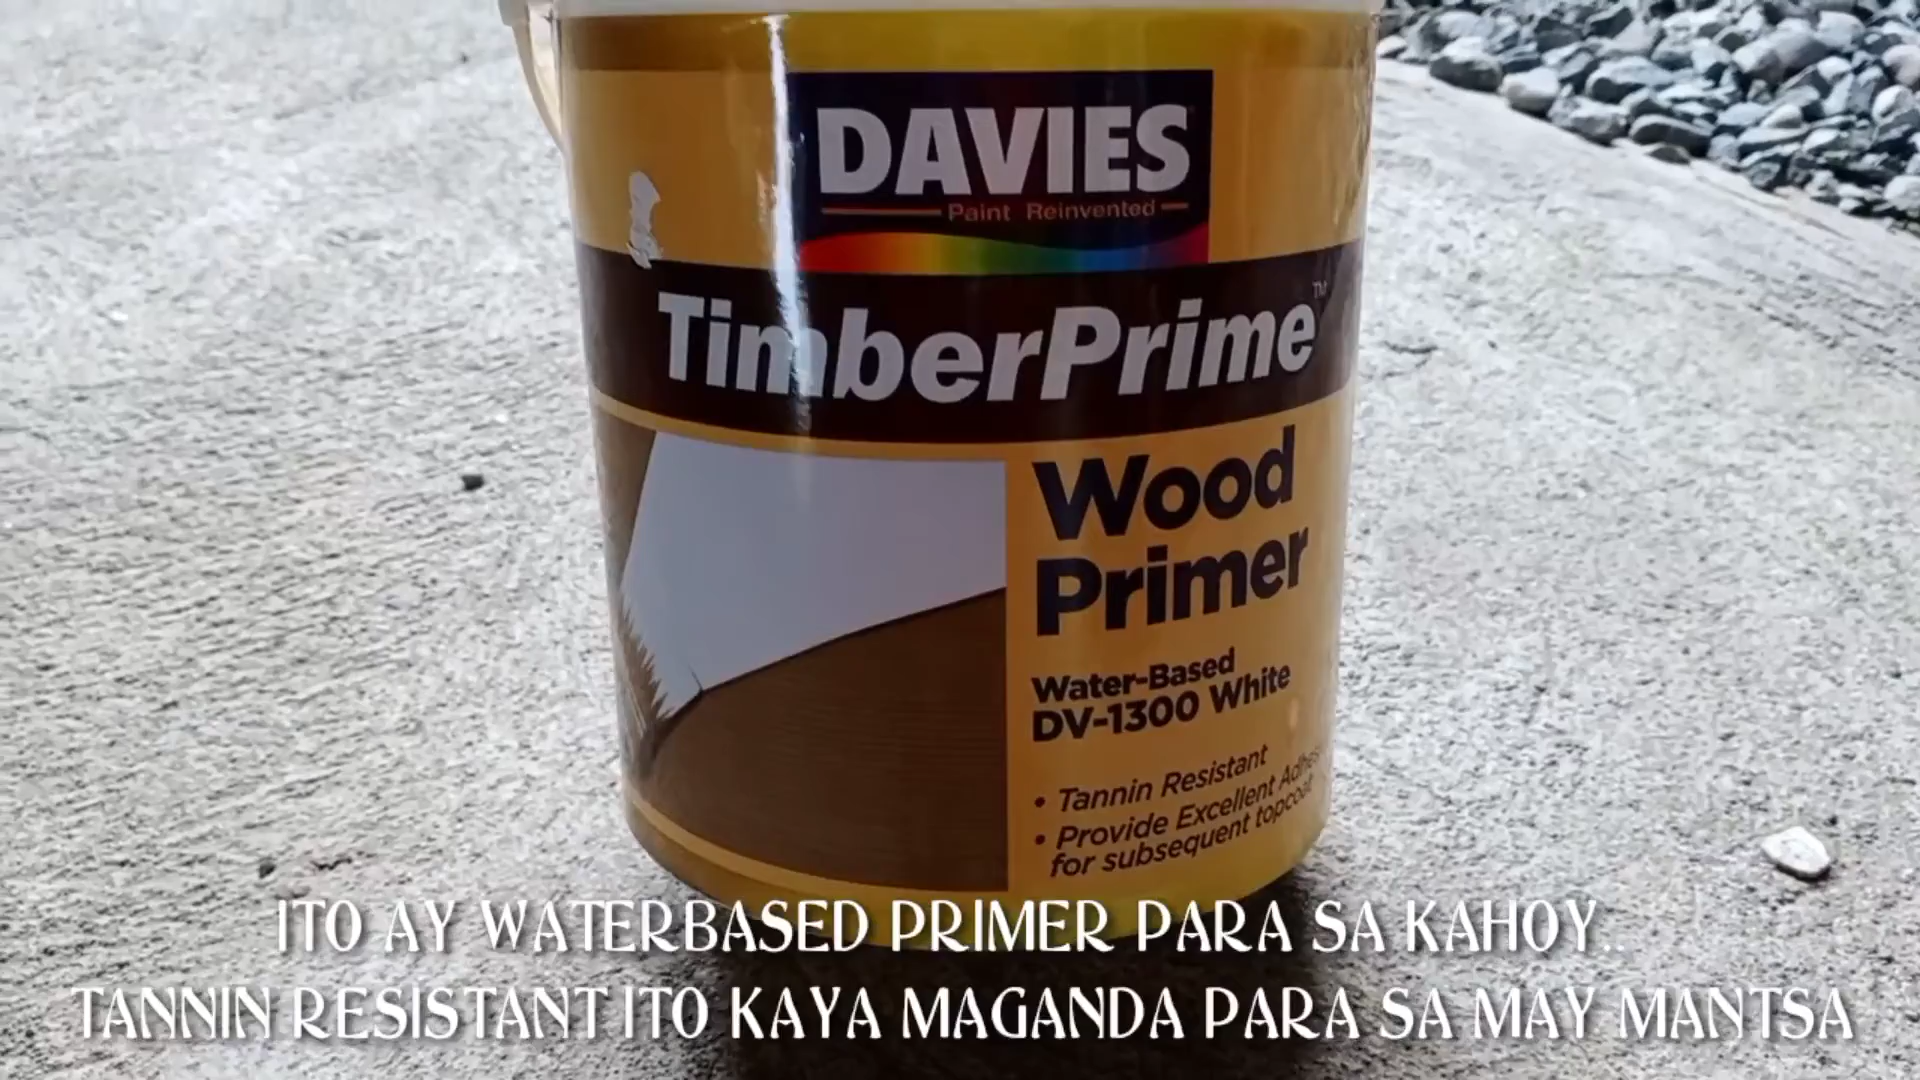 DAVIES
Paint Reinvented
TimberPrime™
Wood
Primer
Water-Based
DV-1300 White
• Tannin Resistant
• Provide Excellent
for subsequent topcoat
ITO AY WATERBASED PRIMER PARA SA KAHOY..
TANNIN RESISTANT ITO KAYA MAGANDA PARA SA MAY MANTSA